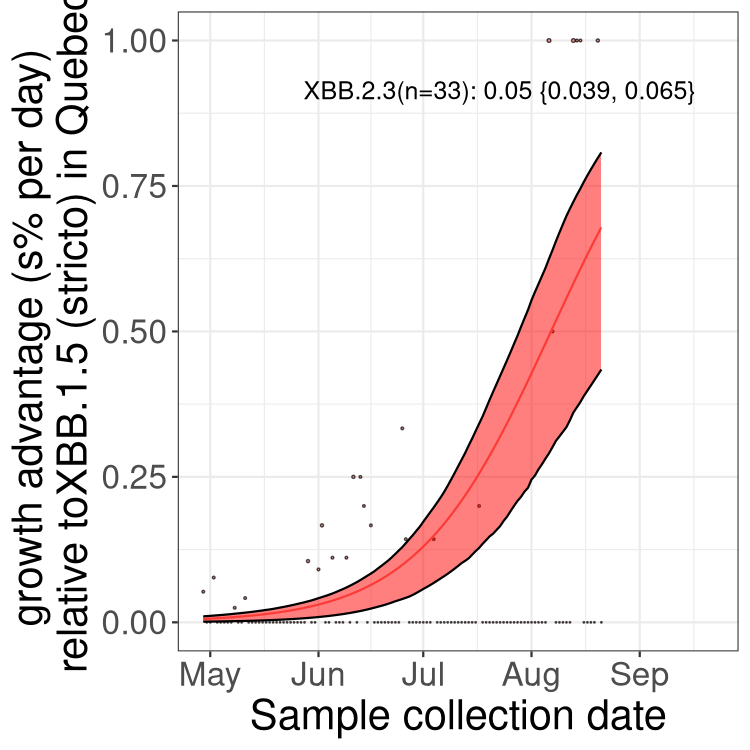 growth advantage (s% per day)
relative toXBB.1.5 (stricto) in Quebec
1.00
0.75
0.50
0.25
0.00
XBB.2.3(n=33): 0.05 {0.039, 0.065}
May Jun Jul Aug Sep
Sample collection date